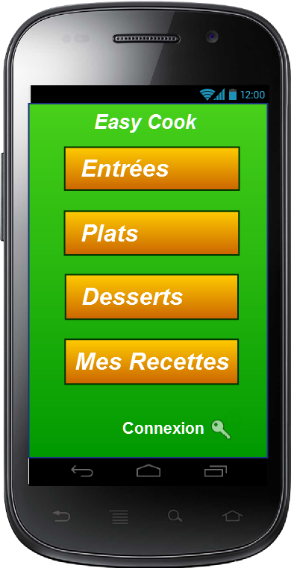 12:00
Easy Cook
Entrées
Plats
Desserts
Mes Recettes
Connexion